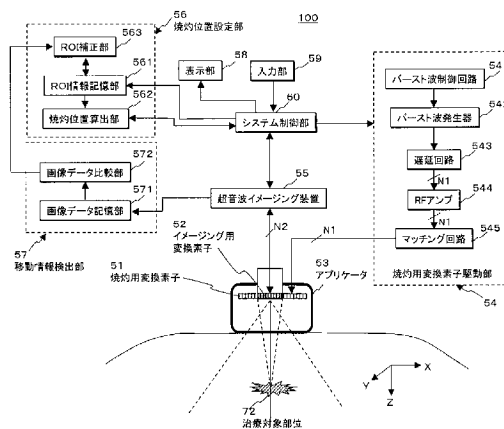 100
56
焼灼位置設定部
563
ROI補正部
561
ROI情報記憶部
562
焼灼位置算出部
58
表示部
59
入力部
60
システム制御部
54
バースト波制御回路
542
バースト波発生器
543
遅延回路
N1
544
RFアンプ
N1
545
マッチング回路
焼灼用変換素子駆動部
54
572
画像データ比較部
571
画像データ記憶部
57
移動情報検出部
55
超音波イメージング装置
52
イメージング用
変換素子
N2
N1
51
焼灼用変換素子
53
アプリケータ
72
治療対象部位
X
Y
Z